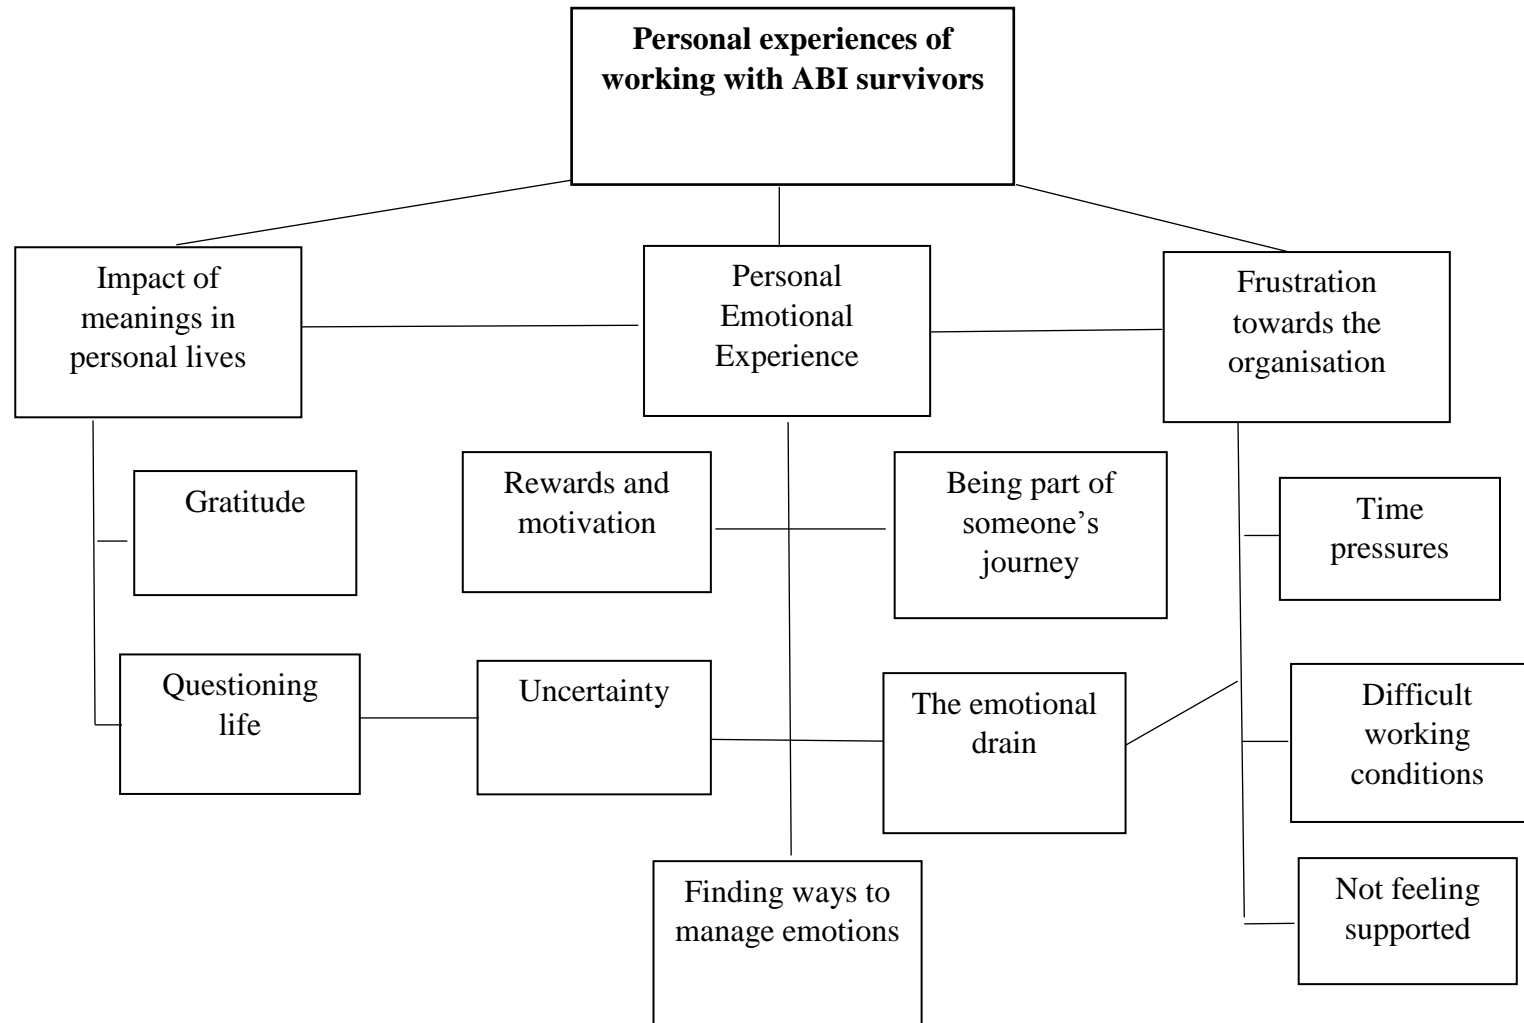 Personal experiences of
working with ABI survivors
Impact of
meanings in
personal lives
Personal
Emotional
Experience
Frustration
towards the
organisation
Gratitude
Rewards and
motivation
Being part of
someone’s
journey
Time
pressures
Questioning
life
Uncertainty
The emotional
drain
Difficult
working
conditions
Finding ways to
manage emotions
Not feeling
supported